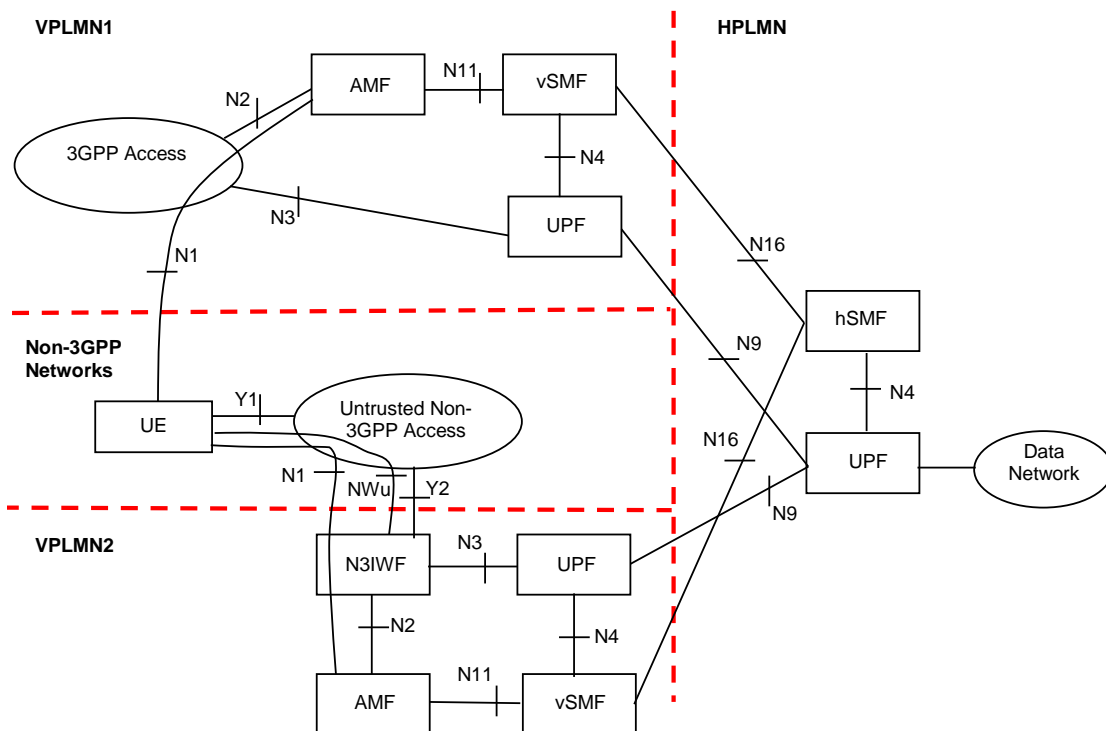 VPLMN1
HPLMN
AMF
N11
vSMF
N2
3GPP Access
N4
N3
UPF
N1
N16
hSMF
Non-3GPP
Networks
N9
N4
UE
Y1
Untrusted Non-
3GPP Access
N16
UPF
Data
Network
N1
NWu
Y2
N9
VPLMN2
N3IWF
N3
UPF
N2
N4
AMF
N11
vSMF